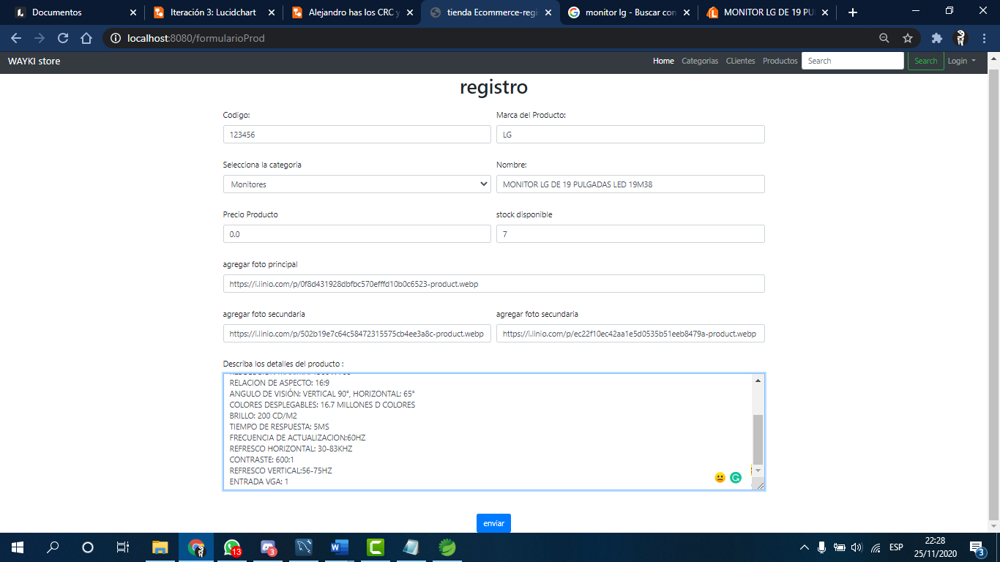 Documentos
Iteración 3: Lucidchart
Alejandro has los CRC y
tienda Ecommerce-regi
monitor lg - Buscar con
MONITOR LG DE 19 PUL
localhost:8080/formularioProd
WAYKI store
Home
Categorias
CLientes
Productos
Search
Search
Login
registro
Codigo:
Marca del Producto:
123456
LG
Selecciona la categoria
Nombre:
Monitores
MONITOR LG DE 19 PULGADAS LED 19M38
Precio Producto
stock disponible
0.0
7
agregar foto principal
https://i.linio.com/p/0f8d431928dbfbc570efffd10b0c6523-product.webp
agregar foto secundaria
agregar foto secundaria
https://i.linio.com/p/502b19e7c64c58472315575cb4ee3a8c-product.webp
https://i.linio.com/p/ec22f10ec42aa1e5d0535b51eeb8479a-product.webp
Describa los detalles del producto :
RELACION DE ASPECTO: 16:9
ANGULO DE VISIÓN: VERTICAL 90°, HORIZONTAL: 65°
COLORES DESPLEGABLES: 16.7 MILLONES D COLORES
BRILLO: 200 CD/M2
TIEMPO DE RESPUESTA: 5MS
FRECUENCIA DE ACTUALIZACION:60HZ
REFRESCO HORIZONTAL: 30-83KHZ
CONTRASTE: 600:1
REFRESCO VERTICAL:56-75HZ
ENTRADA VGA: 1
enviar
13
3
ESP
22:28
25/11/2020
3